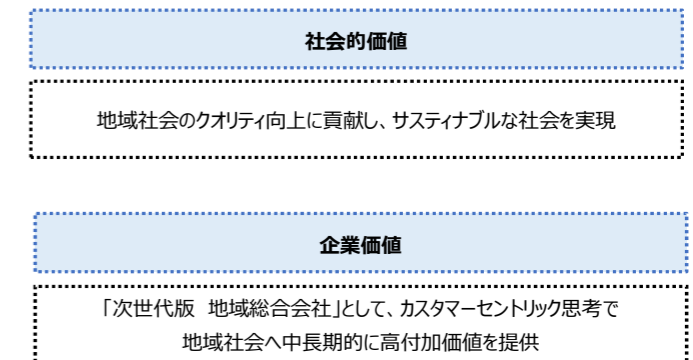 社会的価値
地域社会のクオリティ向上に貢献し、サスティナブルな社会を実現
企業価値
「次世代版 地域総合会社」として、カスタマーセントリック思考で
地域社会へ中長期的に高付加価値を提供